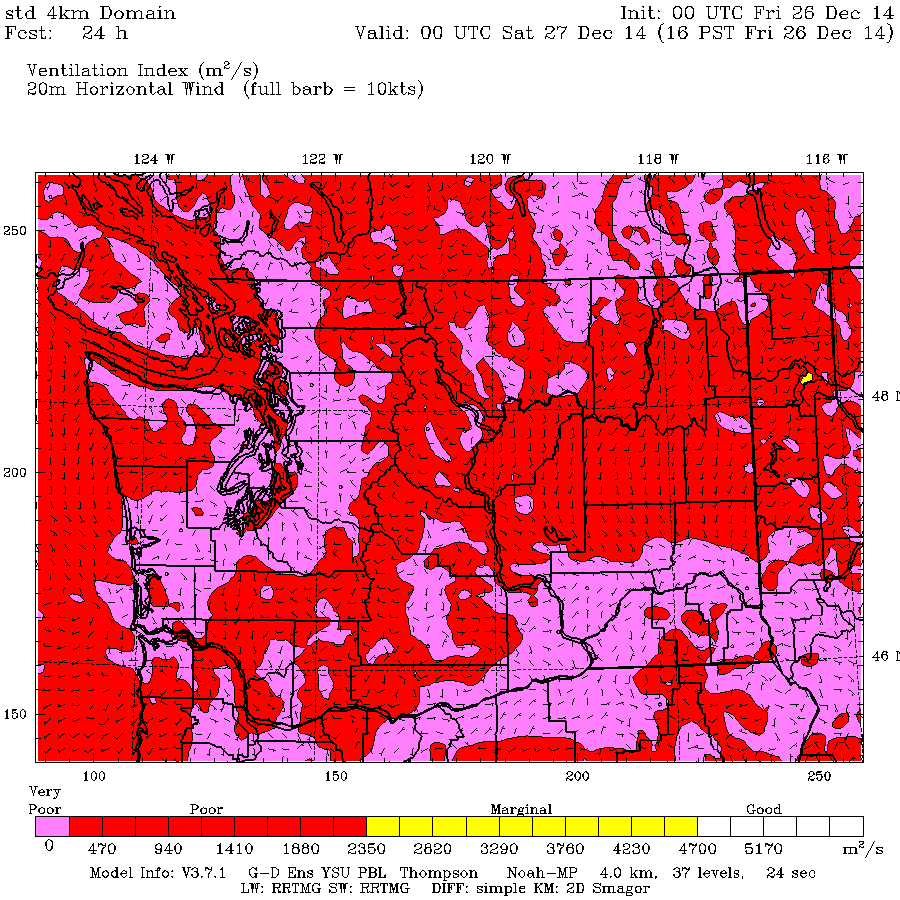 std 4km Domain Init: 00 UTC Fri 26 Dec 14
Fcst: 24 h Valid: 00 UTC Sat 27 Dec 14 (16 PST Fri 26 Dec 14)
Ventilation Index (m²/s)
20m Horizontal Wind (full barb = 10kts)
124 W 122 W 120 W 118 W 116 W
250
48 N
200
46 N
150
100 150 200 250
Very
Poor Poor Marginal Good
0 470 940 1410 1880 2350 2820 3290 3760 4230 4700 5170 m²/s
Model Info: V3.7.1 G-D Ens YSU PBL Thompson Noah-MP 4.0 km, 37 levels, 24 sec
LW: RRTMG SW: RRTMG DIFF: simple KM: 2D Smagor